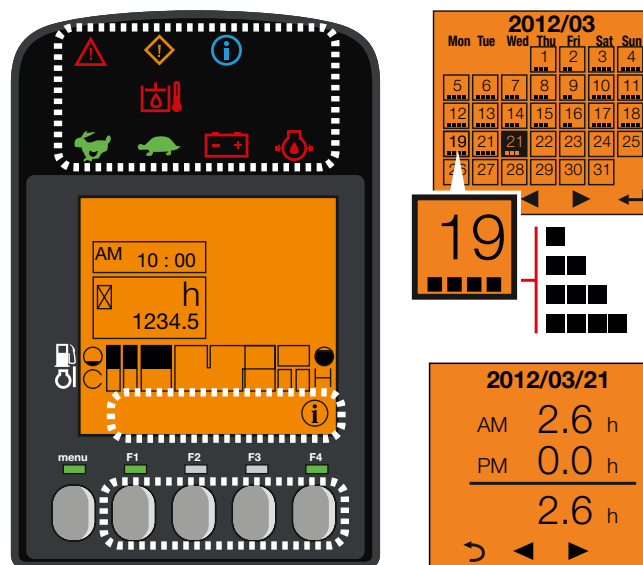 AM 10 : 00
h
1234.5
C H
i
menu F1 F2 F3 F4
2012/03
Mon Tue Wed Thu Fri Sat Sun
1 2 3 4
5 6 7 8 9 10 11
12 13 14 15 16 17 18
19 21 21 22 23 24 25
26 27 28 29 30 31
19
2012/03/21
AM 2.6 h
PM 0.0 h
2.6 h